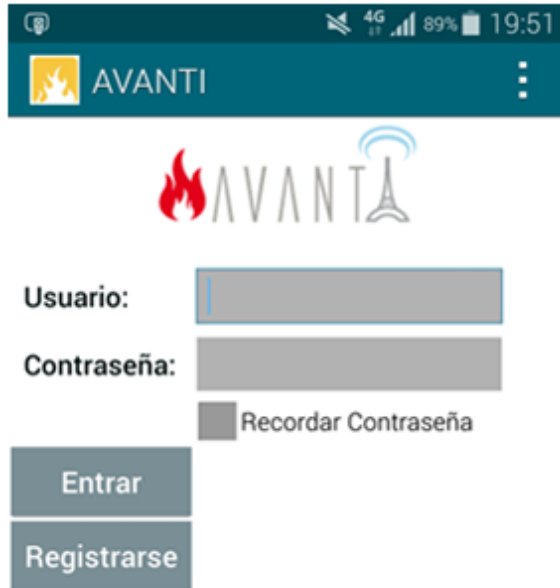 4G 89% 19:51
AVANTI
AVANTI
Usuario:
Contraseña:
Recordar Contraseña
Entrar
Registrarse